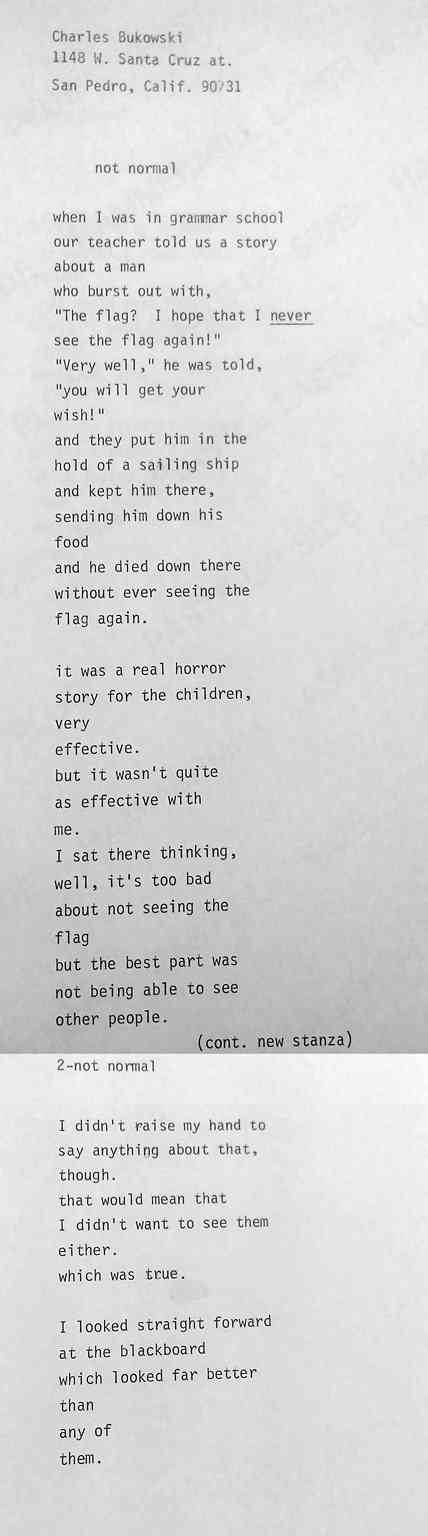 Charles Bukowski
1148 W. Santa Cruz at.
San Pedro, Calif. 90731
not normal
when I was in grammar school
our teacher told us a story
about a man
who burst out with,
"The flag?  I hope that I never
see the flag again!"
"Very well," he was told,
"you will get your
wish!"
and they put him in the
hold of a sailing ship
and kept him there,
sending him down his
food
and he died down there
without ever seeing the
flag again.
it was a real horror
story for the children,
very
effective.
but it wasn't quite
as effective with
me.
I sat there thinking,
well, it's too bad
about not seeing the
flag
but the best part was
not being able to see
other people.
(cont. new stanza)
2-not normal
I didn't raise my hand to
say anything about that,
though.
that would mean that
I didn't want to see them
either.
which was true.
I looked straight forward
at the blackboard
which looked far better
than
any of
them.